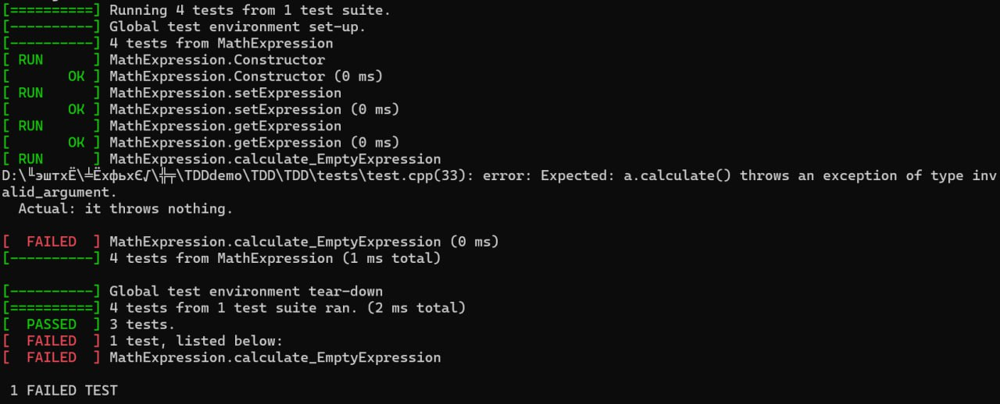 [==========] Running 4 tests from 1 test suite.
[----------] Global test environment set-up.
[----------] 4 tests from MathExpression
[ RUN      ] MathExpression.Constructor
[       OK ] MathExpression.Constructor (0 ms)
[ RUN      ] MathExpression.setExpression
[       OK ] MathExpression.setExpression (0 ms)
[ RUN      ] MathExpression.getExpression
[       OK ] MathExpression.getExpression (0 ms)
[ RUN      ] MathExpression.calculate_EmptyExpression
D:\╙эштхЁ\╧Ёхфьх╞√\╬╤\TDDdemo\TDD\TDD\tests\test.cpp(33): error: Expected: a.calculate() throws an exception of type inv
alid_argument.
  Actual: it throws nothing.
[  FAILED  ] MathExpression.calculate_EmptyExpression (0 ms)
[----------] 4 tests from MathExpression (1 ms total)
[----------] Global test environment tear-down
[==========] 4 tests from 1 test suite ran. (2 ms total)
[  PASSED  ] 3 tests.
[  FAILED  ] 1 test, listed below:
[  FAILED  ] MathExpression.calculate_EmptyExpression
 1 FAILED TEST